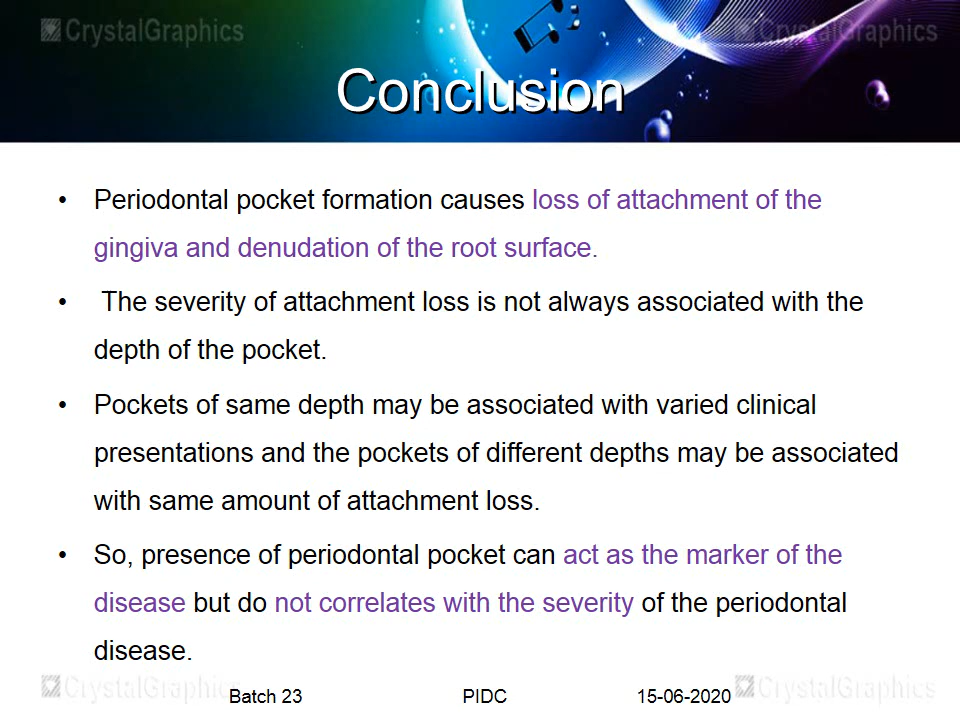 CrystalGraphics CrystalGraphics
Conclusion
• Periodontal pocket formation causes loss of attachment of the
gingiva and denudation of the root surface.
• The severity of attachment loss is not always associated with the
depth of the pocket.
• Pockets of same depth may be associated with varied clinical
presentations and the pockets of different depths may be associated
with same amount of attachment loss.
• So, presence of periodontal pocket can act as the marker of the
disease but do not correlates with the severity of the periodontal
disease.
CrystalGraphics Batch 23 PIDC 15-06-2020 CrystalGraphics